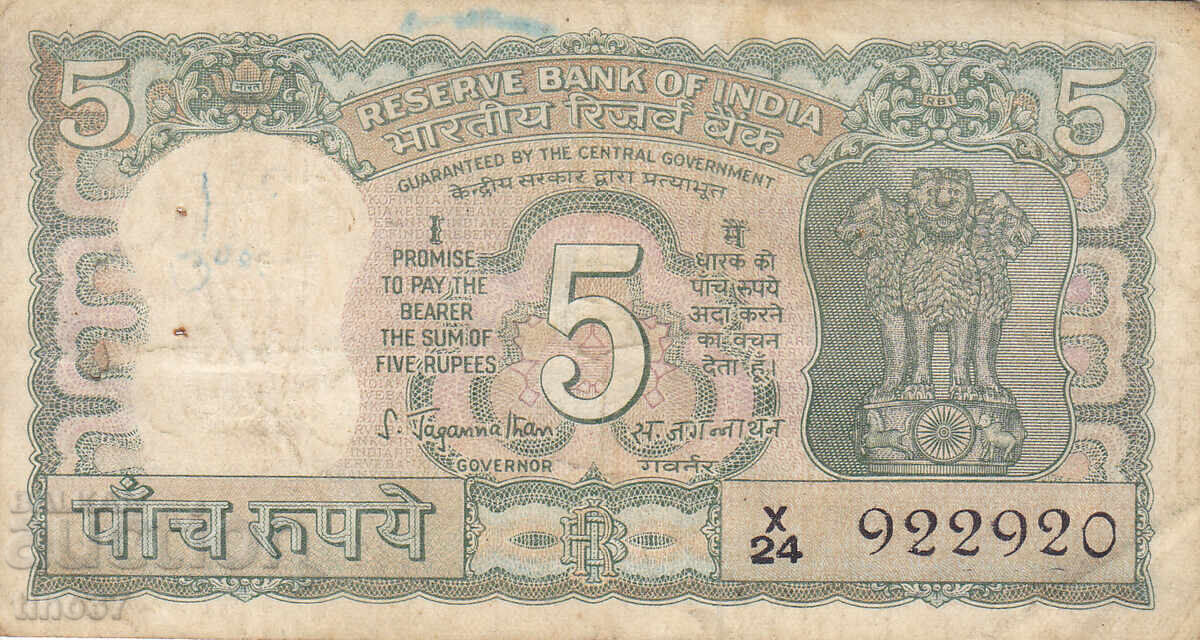 5
भारत
RESERVE BANK OF INDIA
RBI
5
भारतीय रिज़र्व बैंक
GUARANTEED BY THE CENTRAL GOVERNMENT
केन्द्रीय सरकार द्वारा प्रत्याभूत
I
PROMISE
TO PAY THE
BEARER
THE SUM OF
FIVE RUPEES
5
मैं
धारक को
पाँच रुपये
अदा करने
का वचन
देता हूँ।
S. Jagannathan
स. जगन्नाथन
GOVERNOR
गवर्नर
पाँच रुपये
X
24
922920